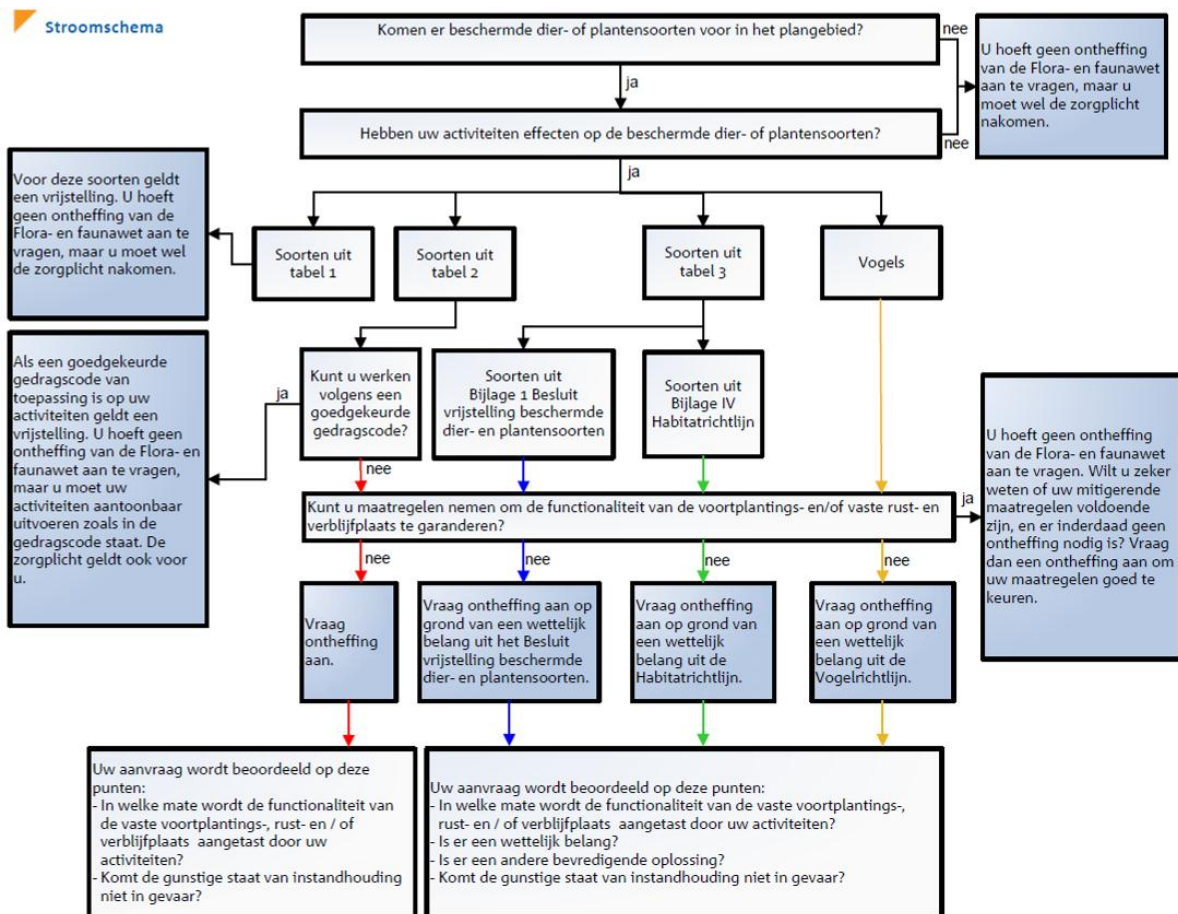 Stroomschema
Komen er beschermde dier- of plantensoorten voor in het plangebied?
nee
U hoeft geen ontheffing
van de Flora- en faunawet
aan te vragen, maar u
moet wel de zorgplicht
nakomen.
ja
Hebben uw activiteiten effecten op de beschermde dier- of plantensoorten?
nee
ja
Voor deze soorten geldt
een vrijstelling. U hoeft
geen ontheffing van de
Flora- en faunawet aan te
vragen, maar u moet wel
de zorgplicht nakomen.
Soorten uit
tabel 1
Soorten uit
tabel 2
Soorten uit
tabel 3
Vogels
Als een goedgekeurde
gedragscode van
toepassing is op uw
activiteiten geldt een
vrijstelling. U hoeft geen
ontheffing van de Flora- en
faunawet aan te vragen,
maar u moet uw
activiteiten aantoonbaar
uitvoeren zoals in de
gedragscode staat. De
zorgplicht geldt ook voor
u.
ja
Kunt u werken
volgens een
goedgekeurde
gedragscode?
Soorten uit
Bijlage 1 Besluit
vrijstelling beschermde
dier- en plantensoorten
Soorten uit
Bijlage IV
Habitatrichtlijn
nee
Kunt u maatregelen nemen om de functionaliteit van de voortplantings- en/of vaste rust- en
verblijfplaats te garanderen?
ja
U hoeft geen ontheffing
van de Flora- en faunawet
aan te vragen. Wilt u zeker
weten of uw mitigerende
maatregelen voldoende
zijn, en er inderdaad geen
ontheffing nodig is? Vraag
dan een ontheffing aan om
uw maatregelen goed te
keuren.
nee
nee
nee
nee
Vraag
ontheffing
aan.
Vraag ontheffing aan op
grond van een wettelijk
belang uit het Besluit
vrijstelling beschermde
dier- en plantensoorten.
Vraag ontheffing
aan op grond van
een wettelijk
belang uit de
Habitatrichtlijn.
Vraag ontheffing
aan op grond van
een wettelijk
belang uit de
Vogelrichtlijn.
Uw aanvraag wordt beoordeeld op deze
punten:
- In welke mate wordt de functionaliteit van
de vaste voortplantings-, rust- en / of
verblijfplaats aangetast door uw
activiteiten?
- Komt de gunstige staat van instandhouding
niet in gevaar?
Uw aanvraag wordt beoordeeld op deze punten:
- In welke mate wordt de functionaliteit van de vaste voortplantings-,
rust- en / of verblijfplaats aangetast door uw activiteiten?
- Is er een wettelijk belang?
- Is er een andere bevredigende oplossing?
- Komt de gunstige staat van instandhouding niet in gevaar?